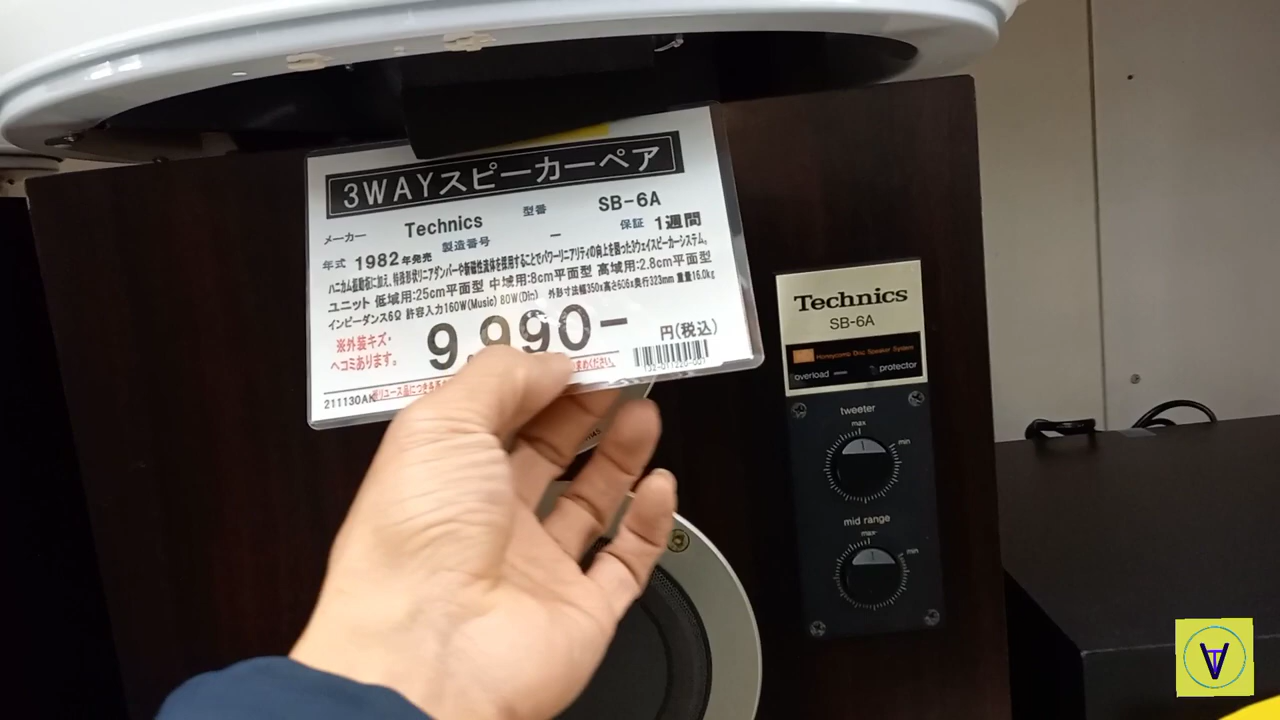 3WAYスピーカーペア
メーカー Technics 型番 SB-6A
年式 1982年発売 製造番号 − 保証 1週間
ハニカム振動板に加え、特殊形状リニアダンパーや新磁性流体を採用することでパワーリニアリティの向上を図った3ウェイスピーカーシステム。
ユニット 低域用:25cm平面型 中域用:8cm平面型 高域用:2.8cm平面型
インピーダンス6Ω 許容入力160W(Music) 80W(Din) 外形寸法幅350x高さ606x奥行323mm 重量16.0kg
※外装キズ・
ヘコミあります。
9,990− 円(税込)
211130AK
Technics
SB-6A
Honeycomb Disc Speaker System
overload protector
tweeter
max
min
mid range
max
min